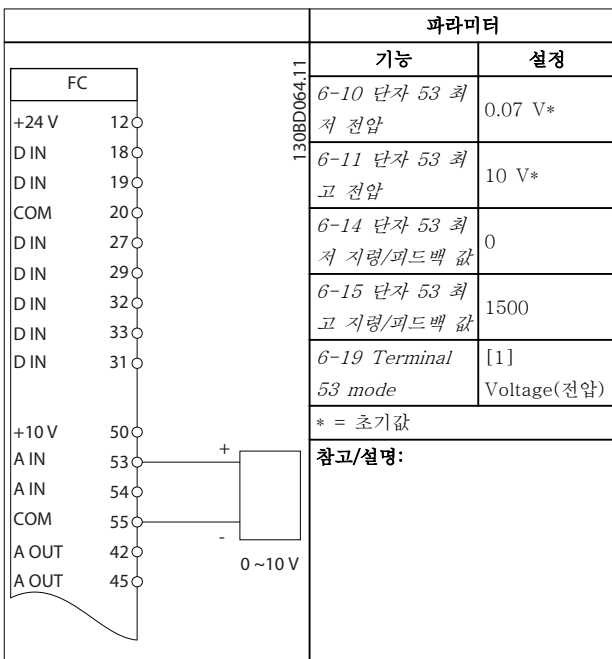 FC
+24 V 12
D IN 18
D IN 19
COM 20
D IN 27
D IN 29
D IN 32
D IN 33
D IN 31
+10 V 50
A IN 53
A IN 54
COM 55
A OUT 42
A OUT 45
+
-
0 ~10 V
130BD064.11
파라미터
기능 설정
6-10 단자 53 최
저 전압
0.07 V*
6-11 단자 53 최
고 전압
10 V*
6-14 단자 53 최
저 지령/피드백 값
0
6-15 단자 53 최
고 지령/피드백 값
1500
6-19 Terminal
53 mode
[1]
Voltage(전압)
* = 초기값
참고/설명: